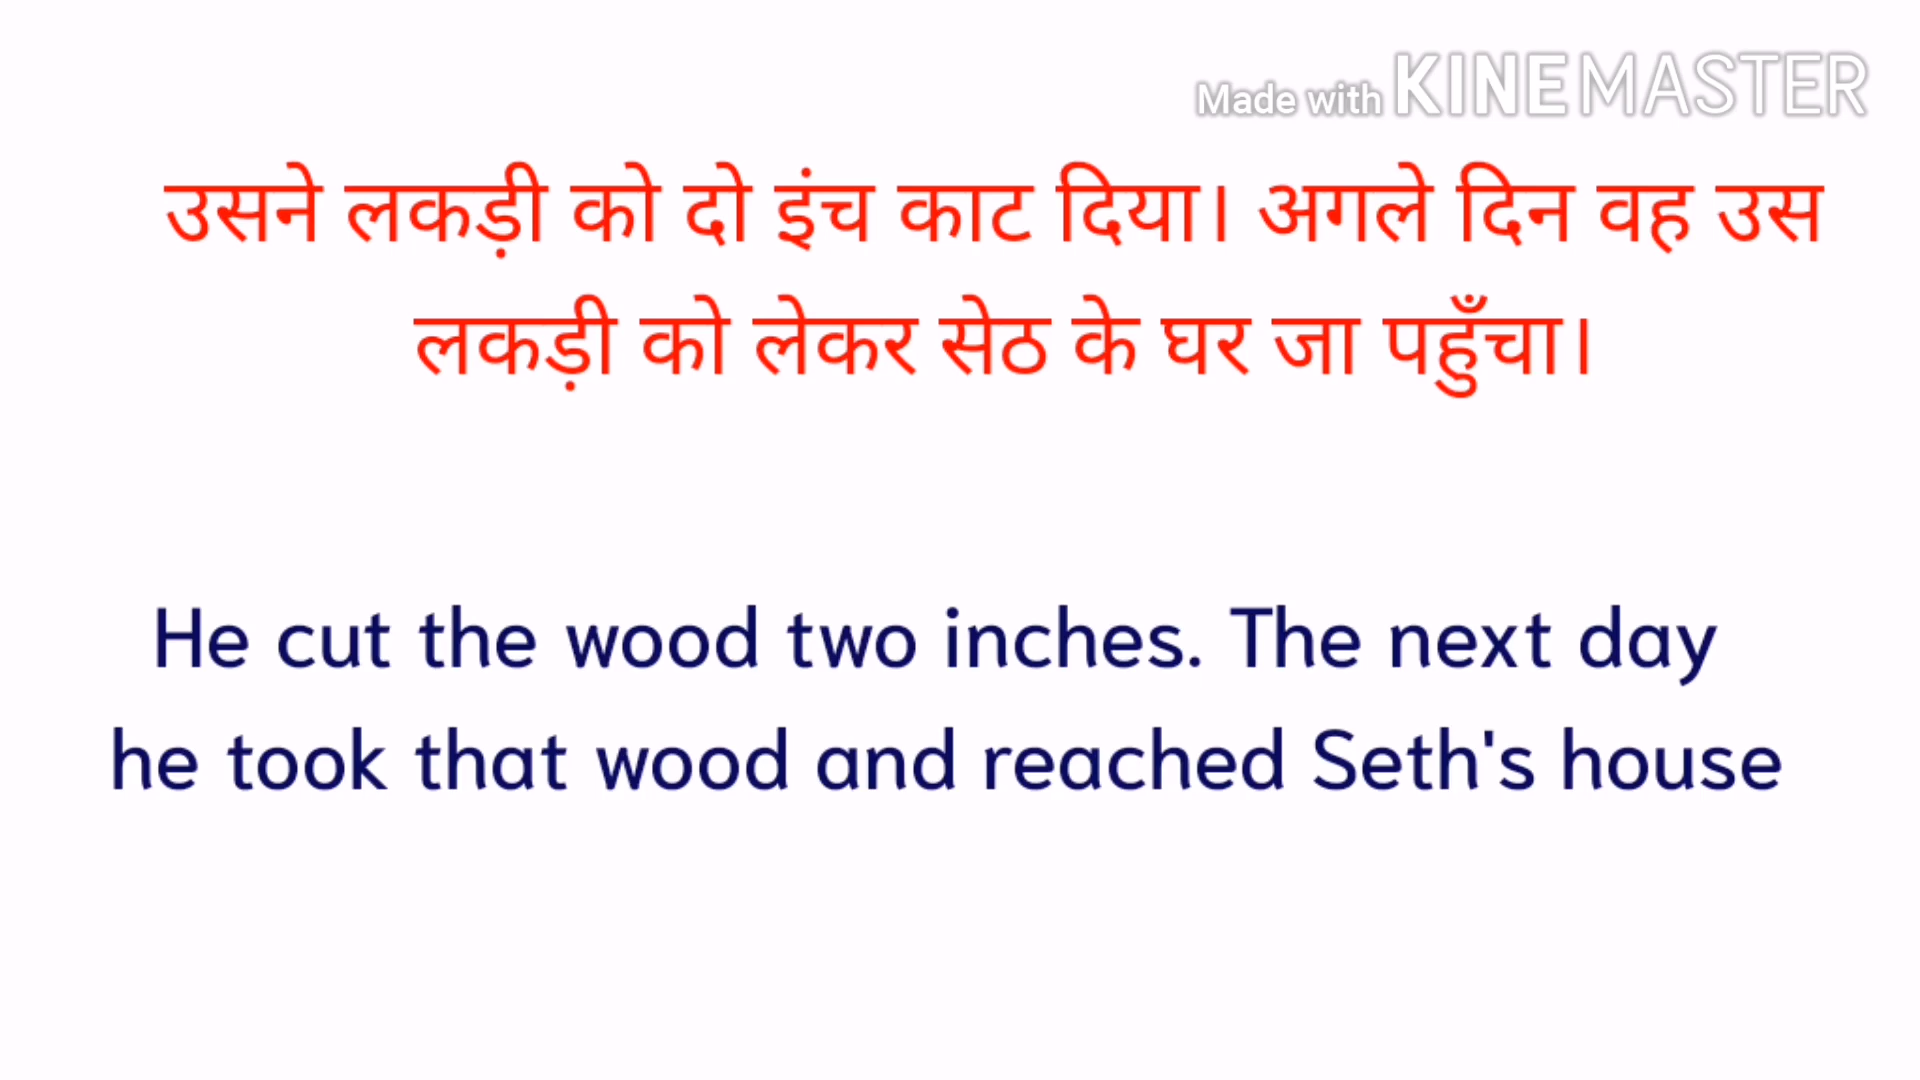 Made with KINEMASTER
उसने लकड़ी को दो इंच काट दिया। अगले दिन वह उस
लकड़ी को लेकर सेठ के घर जा पहुँचा।
He cut the wood two inches. The next day
he took that wood and reached Seth's house